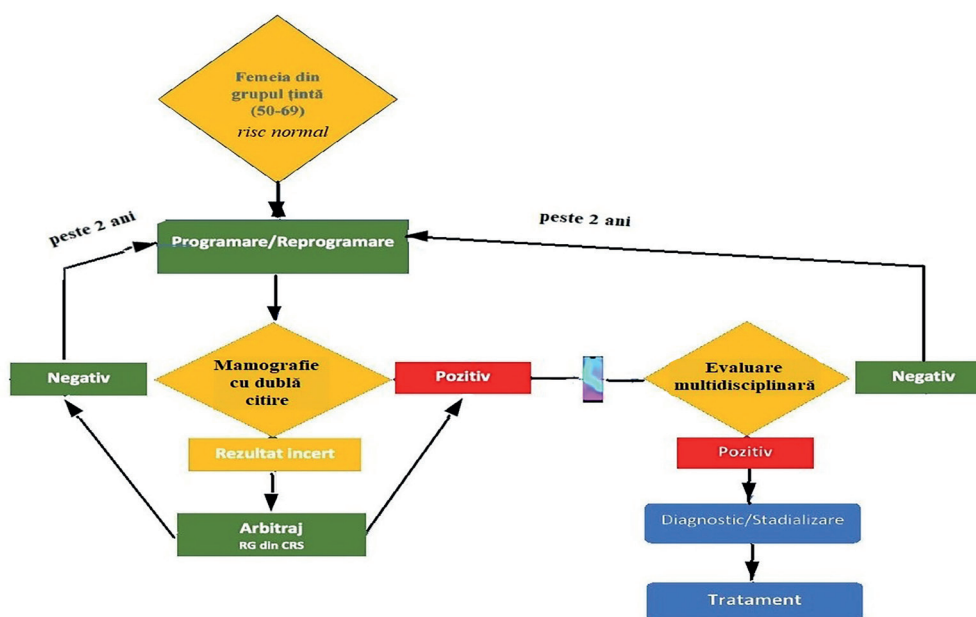 Femeia din
grupul țintă
(50-69)
risc normal
peste 2 ani
peste 2 ani
Programare/Reprogramare
Negativ
Mamografie
cu dublă
citire
Pozitiv
Evaluare
multidisciplinară
Negativ
Rezultat incert
Pozitiv
Arbitraj
RG din CRS
Diagnostic/Stadializare
Tratament